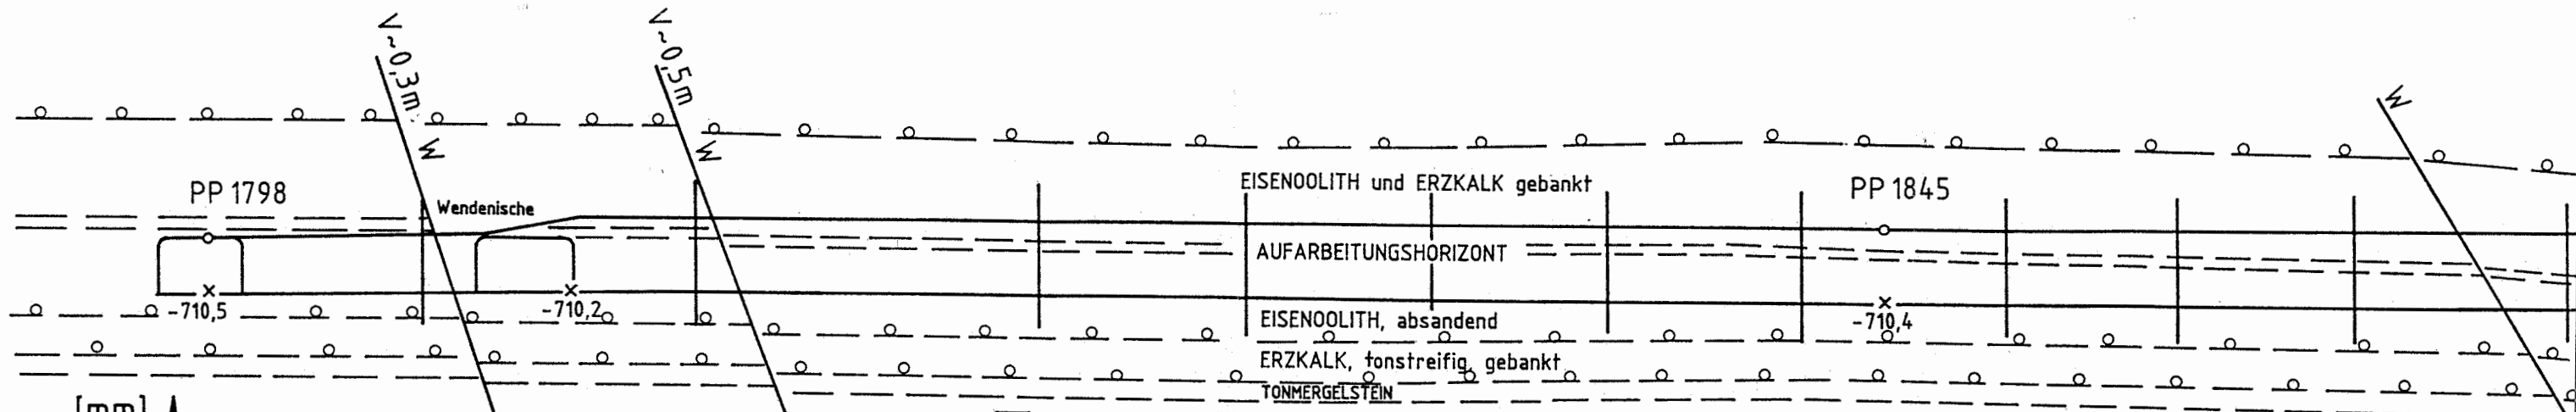 V~0,3m
V~0,5m
W
W
W
PP 1798
Wendenische
EISENOOLITH und ERZKALK gebankt
PP 1845
AUFARBEITUNGSHORIZONT
-710,5
-710,2
-710,4
EISENOOLITH, absandend
ERZKALK, tonstreifig, gebankt
TONMERGELSTEIN
[mm]